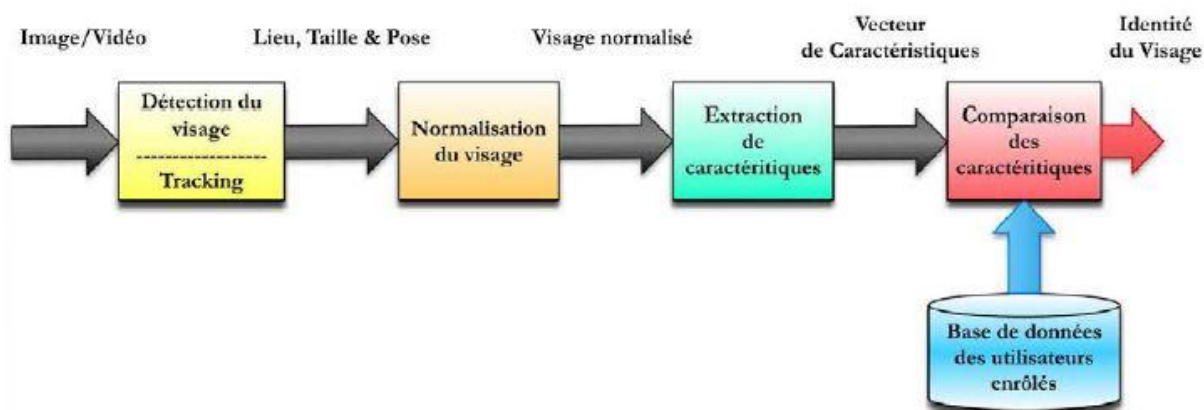 Image/Vidéo
Lieu, Taille & Pose
Visage normalisé
Vecteur
de Caractéristiques
Identité
du Visage
Détection du
visage
--------------------
Tracking
Normalisation
du visage
Extraction
de
caractéritiques
Comparaison
des
caractéritiques
Base de données
des utilisateurs
enrôlés